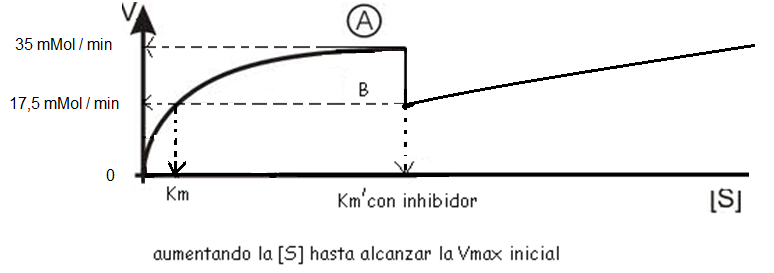 V
A
35 mMol / min
B
17,5 mMol / min
0
Km
Km' con inhibidor
[S]
aumentando la [S] hasta alcanzar la Vmax inicial